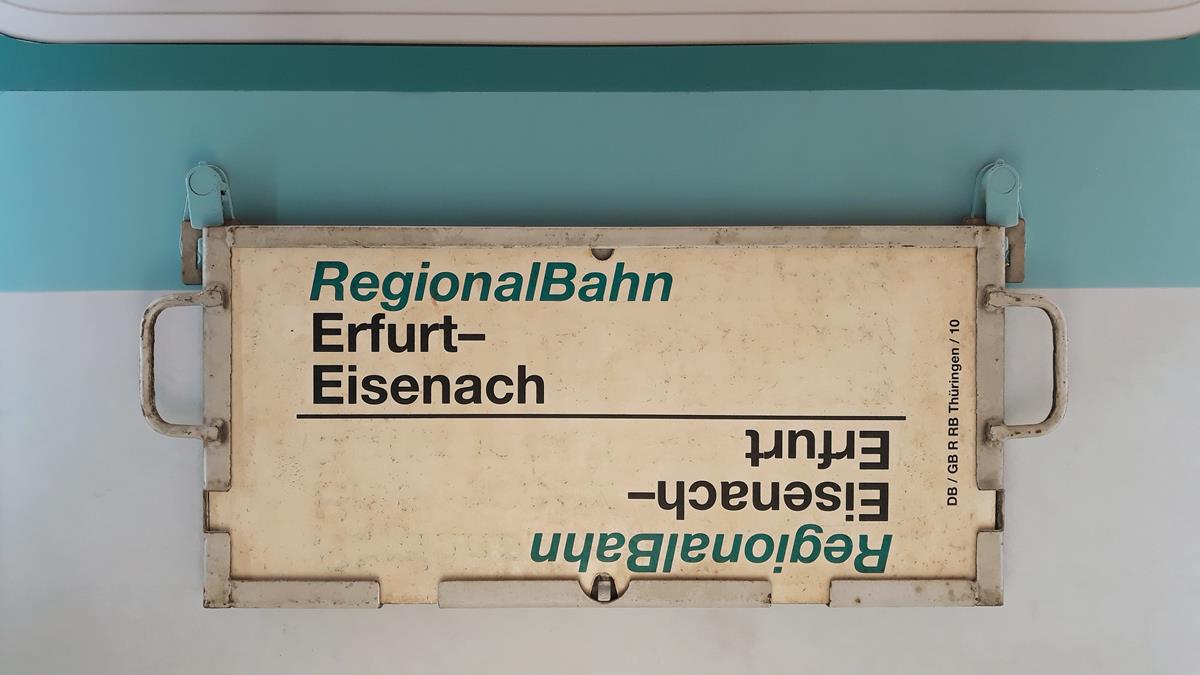 RegionalBahn
Erfurt–
Eisenach
RegionalBahn
Eisenach–
Erfurt
DB / GB R RB Thüringen / 10